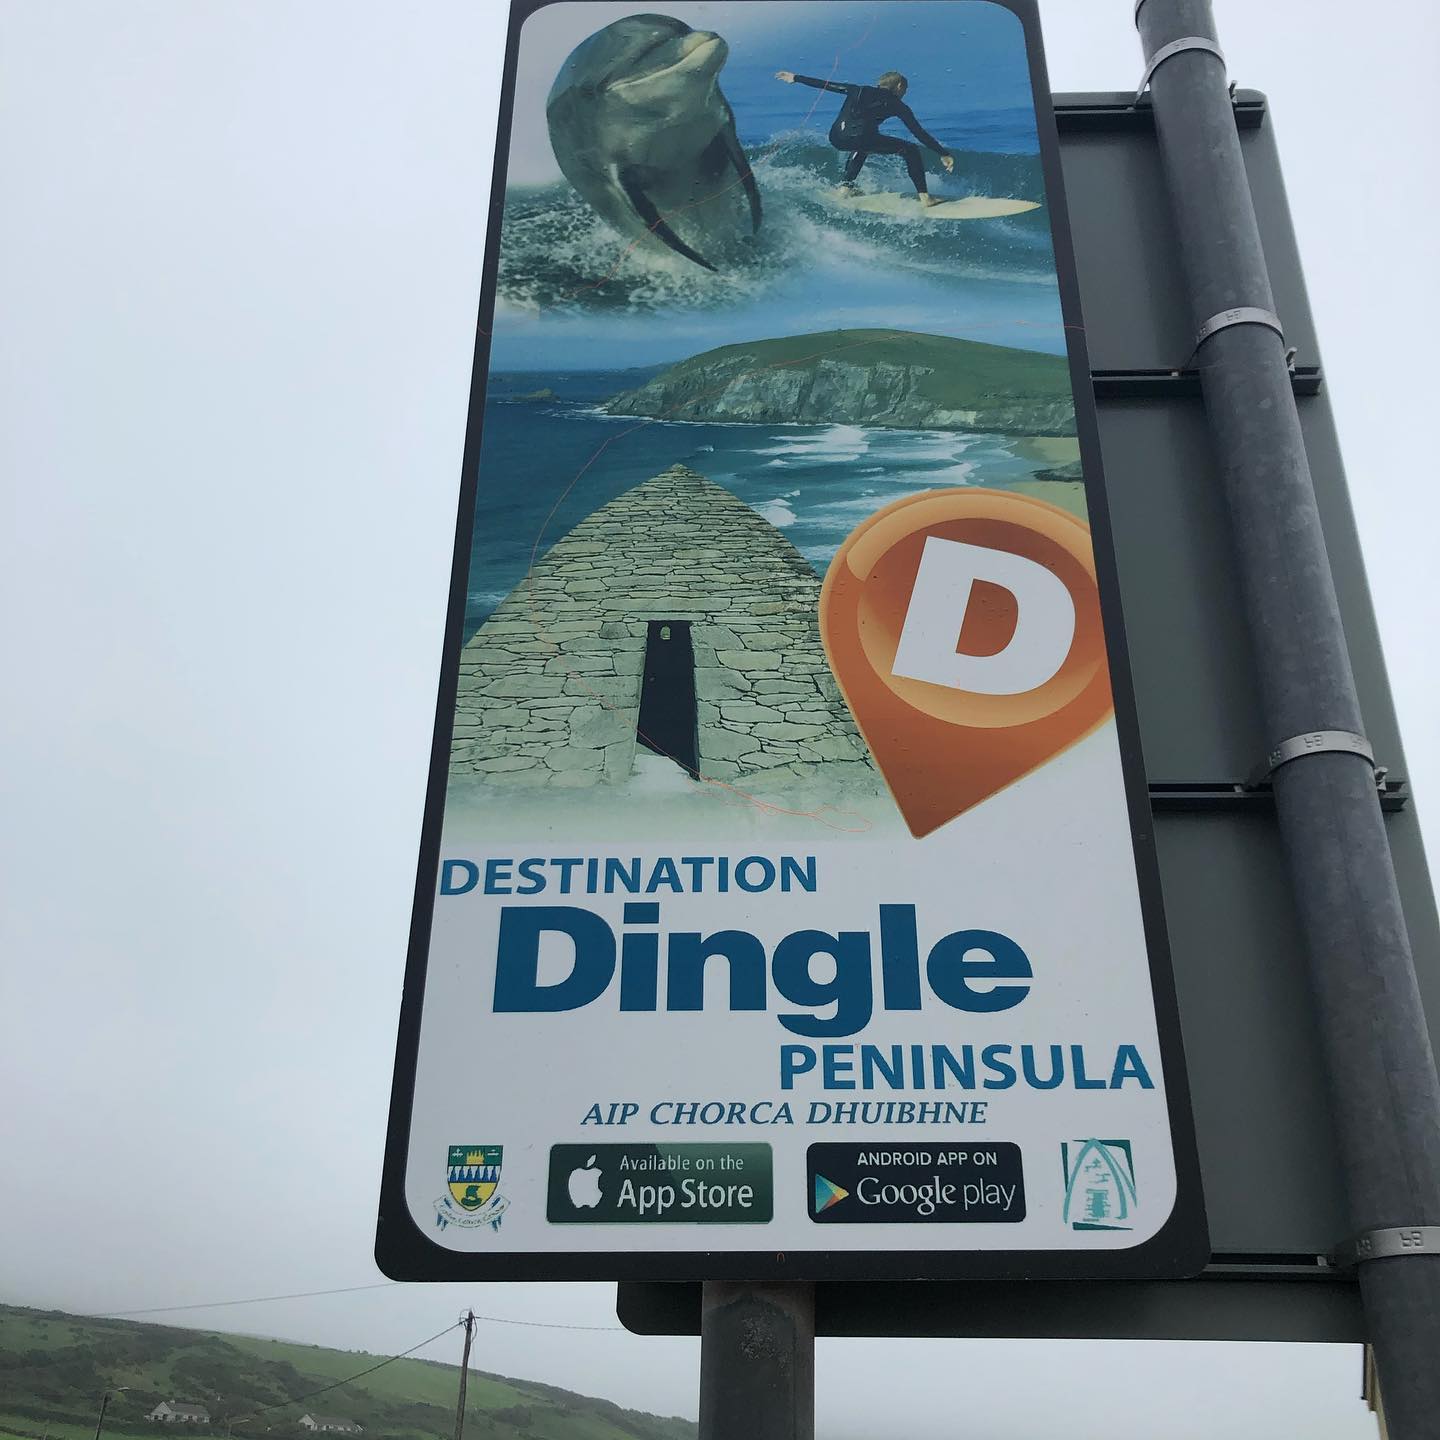 D
DESTINATION
Dingle
PENINSULA
AIP CHORCA DHUIBHNE
Available on the
App Store
ANDROID APP ON
Google play